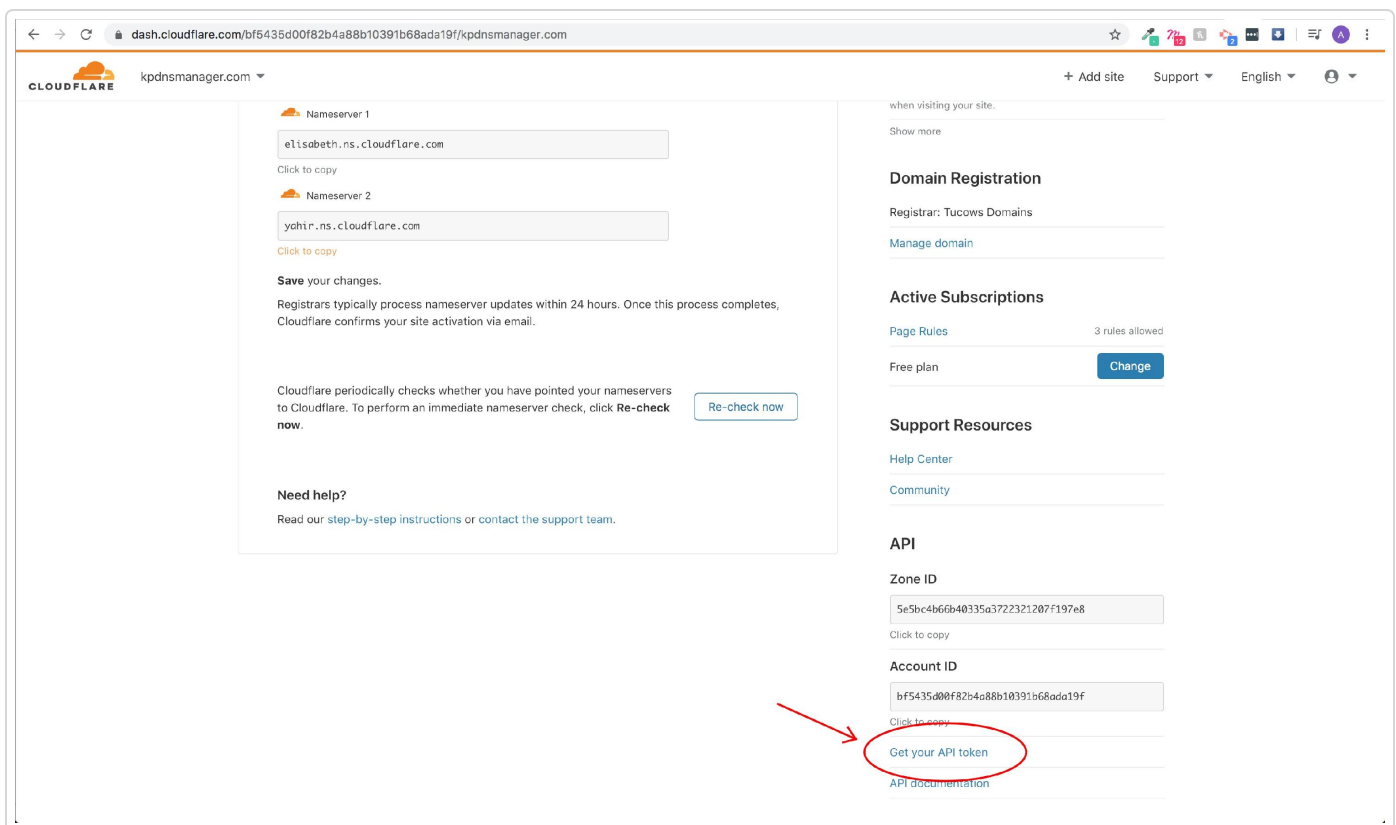 dash.cloudflare.com/bf5435d00f82b4a88b10391b68ada19f/kpdnsmanager.com
12
2
A
CLOUDFLARE
kpdnsmanager.com
+ Add site
Support
English
Nameserver 1
elisabeth.ns.cloudflare.com
Click to copy
Nameserver 2
yahir.ns.cloudflare.com
Click to copy
Save your changes.
Registrars typically process nameserver updates within 24 hours. Once this process completes,
Cloudflare confirms your site activation via email.
Cloudflare periodically checks whether you have pointed your nameservers
to Cloudflare. To perform an immediate nameserver check, click Re-check
now.
Re-check now
Need help?
Read our step-by-step instructions or contact the support team.
when visiting your site.
Show more
Domain Registration
Registrar: Tucows Domains
Manage domain
Active Subscriptions
Page Rules
3 rules allowed
Free plan
Change
Support Resources
Help Center
Community
API
Zone ID
5e5bc4b66b40335a3722321207f197e8
Click to copy
Account ID
bf5435d00f82b4a88b10391b68ada19f
Click to copy
Get your API token
API documentation